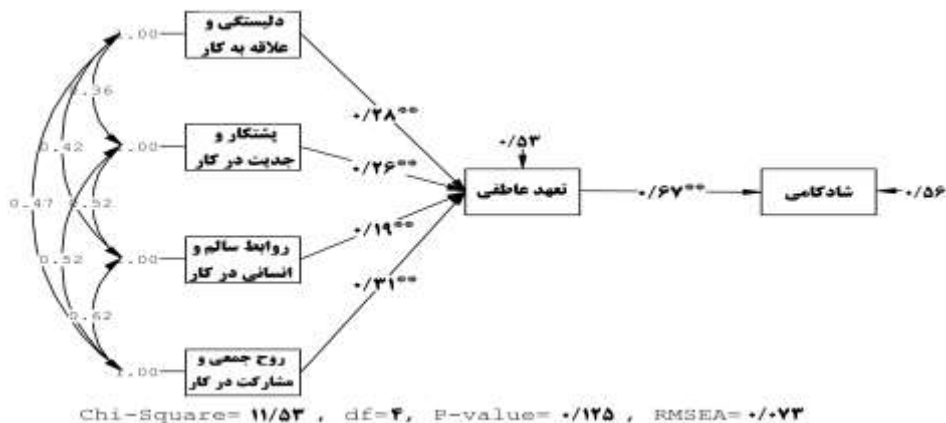 1.00
دلبستگی و
علاقه به کار
0.36
۰/۲۸**
0.42
1.00
پشتکار و
جدیت در کار
۰/۲۶**
۰/۵۳
تعهد عاطفی
۰/۶۷**
شادکامی
۰/۵۶
0.47
0.52
۰/۱۹**
0.52
1.00
روابط سالم و
انسانی در کار
۰/۳۱**
0.62
1.00
روح جمعی و
مشارکت در کار
Chi-Square= ۱۱/۵۳ , df=۴, P-value= ۰/۱۲۵ , RMSEA= ۰/۰۷۳